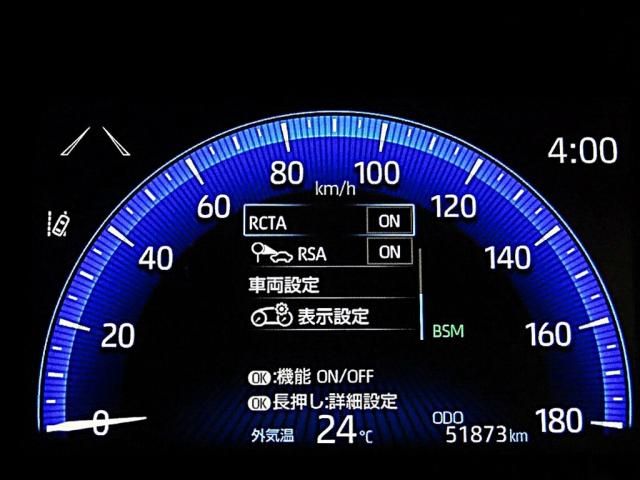 4:00
80
100
km/h
60
120
RCTA ON
RSA ON
40
140
車両設定
表示設定
20
BSM
160
OK:機能 ON/OFF
OK長押し:詳細設定
0
外気温 24℃
ODO
51873km
180